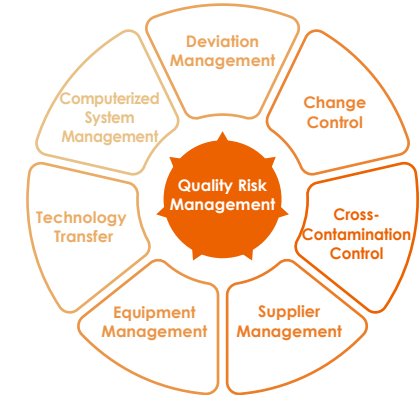 Deviation
Management
Change
Control
Cross-
Contamination
Control
Supplier
Management
Equipment
Management
Technology
Transfer
Computerized
System
Management
Quality Risk
Management